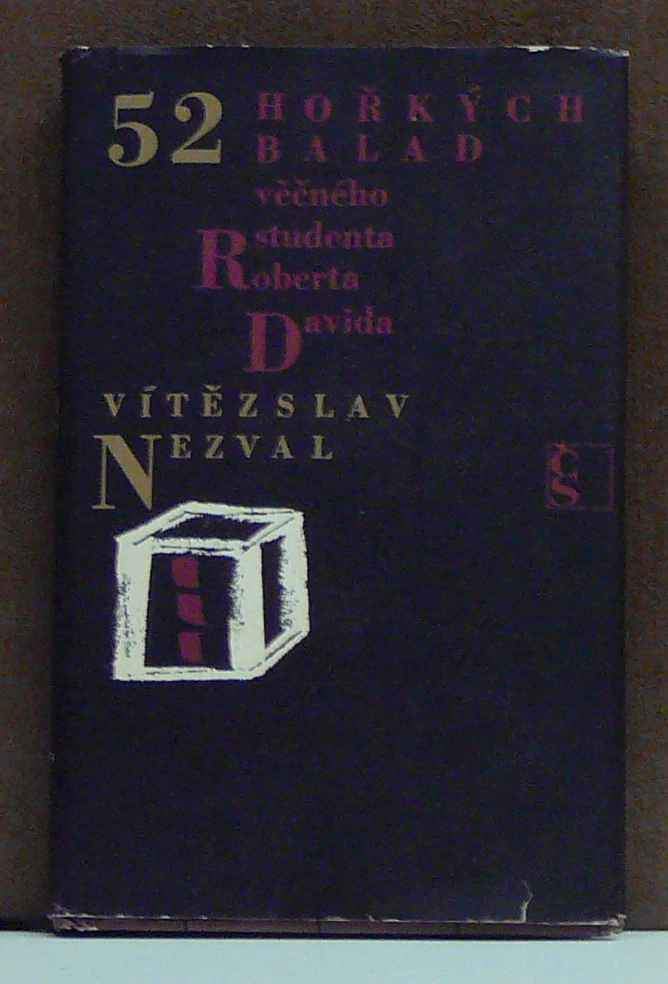 52 HOŘKÝCH
BALAD
věčného
studenta
Roberta
Davida
VÍTĚZSLAV
NEZVAL
ČS